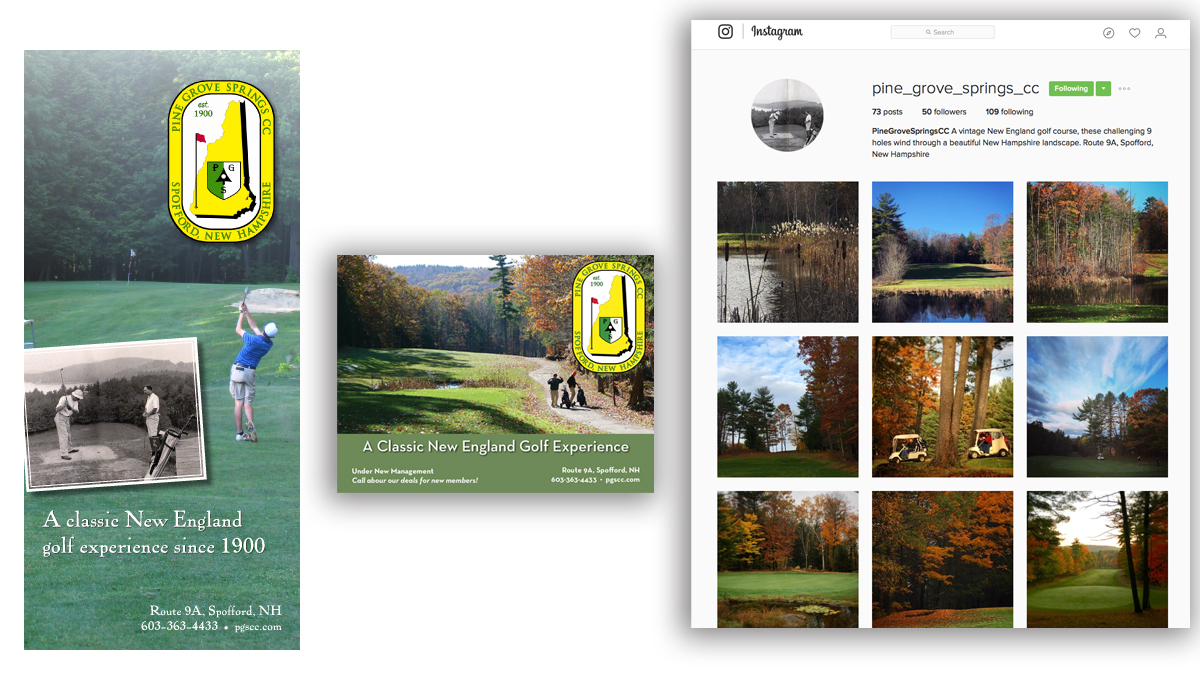 PINE GROVE SPRINGS CC
est.
1900
P G
S
SPOFFORD, NEW HAMPSHIRE
A classic New England
golf experience since 1900
Route 9A, Spofford, NH
603-363-4433 • pgscc.com
PINE GROVE SPRINGS CC
est.
1900
P G
S
SPOFFORD, NEW HAMPSHIRE
A Classic New England Golf Experience
Under New Management
Call abour our deals for new members!
Route 9A, Spofford, NH
603-363-4433 • pgscc.com
Instagram
Search
pine_grove_springs_cc Following
73 posts 50 followers 109 following
PineGroveSpringsCC A vintage New England golf course, these challenging 9
holes wind through a beautiful New Hampshire landscape. Route 9A, Spofford,
New Hampshire